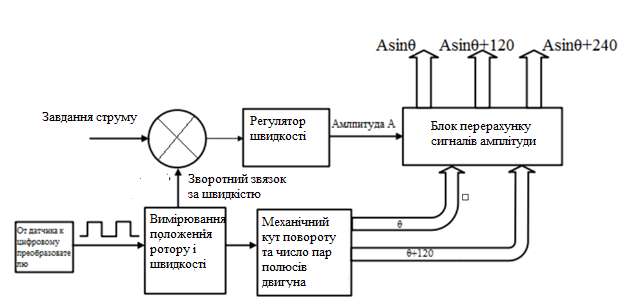 Asinθ
Asinθ+120
Asinθ+240
Завдання струму
Регулятор
швидкості
Амлпитуда А
Блок перерахунку
сигналів амплітуди
Зворотний звязок
за швидкістю
От датчика к
цифровому
преобразовате
лю
Вимірювання
положення
ротору і
швидкості
Механічний
кут повороту
та число пар
полюсів
двигуна
θ
θ+120